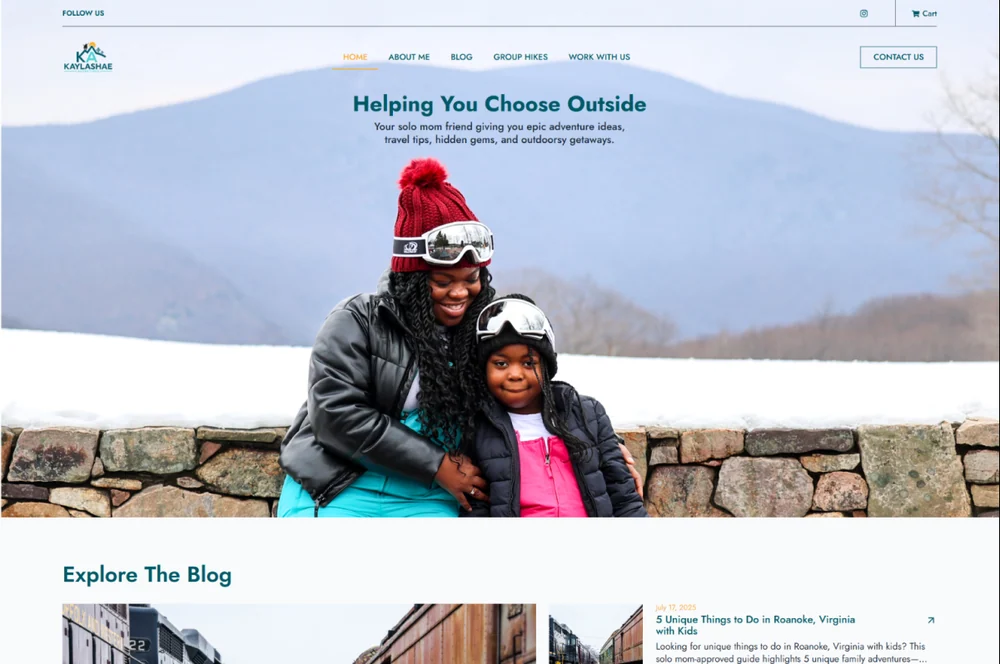 FOLLOW US
Cart
KA
KAYLASHAE
HOME
ABOUT ME
BLOG
GROUP HIKES
WORK WITH US
CONTACT US
Helping You Choose Outside
Your solo mom friend giving you epic adventure ideas,
travel tips, hidden gems, and outdoorsy getaways.
Explore The Blog
22
July 17, 2025
5 Unique Things to Do in Roanoke, Virginia
with Kids
Looking for unique things to do in Roanoke, Virginia with kids? This
solo mom-approved guide highlights 5 unique family adventures—...